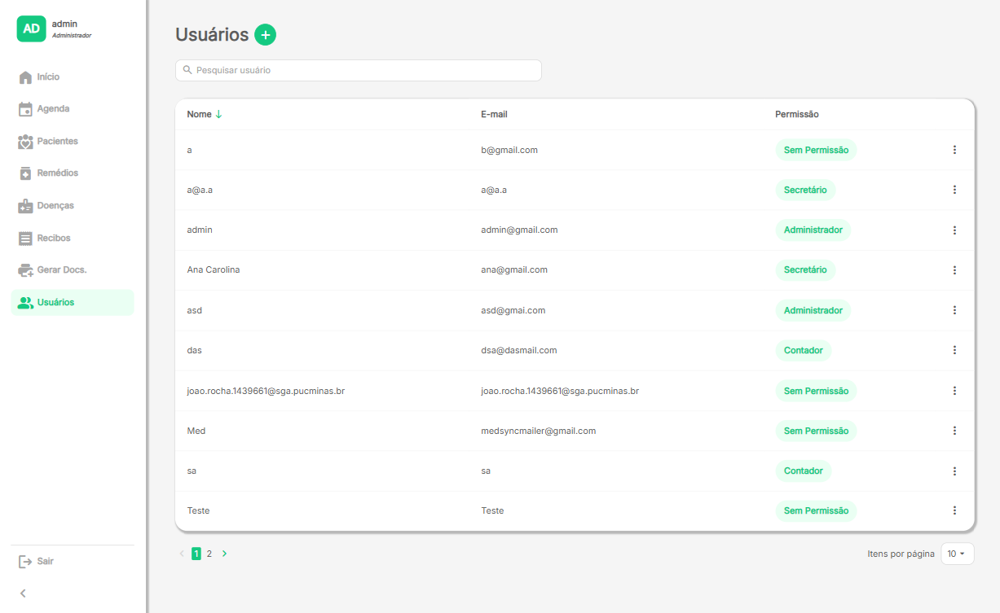 AD
admin
Administrador
Início
Agenda
Pacientes
Remédios
Doenças
Recibos
Gerar Docs.
Usuários
Sair
Usuários
Pesquisar usuário
Nome E-mail Permissão
a b@gmail.com Sem Permissão
a@a.a a@a.a Secretário
admin admin@gmail.com Administrador
Ana Carolina ana@gmail.com Secretário
asd asd@gmai.com Administrador
das dsa@dasmail.com Contador
joao.rocha.1439661@sga.pucminas.br joao.rocha.1439661@sga.pucminas.br Sem Permissão
Med medsyncmailer@gmail.com Sem Permissão
sa sa Contador
Teste Teste Sem Permissão
1 2 Itens por página 10